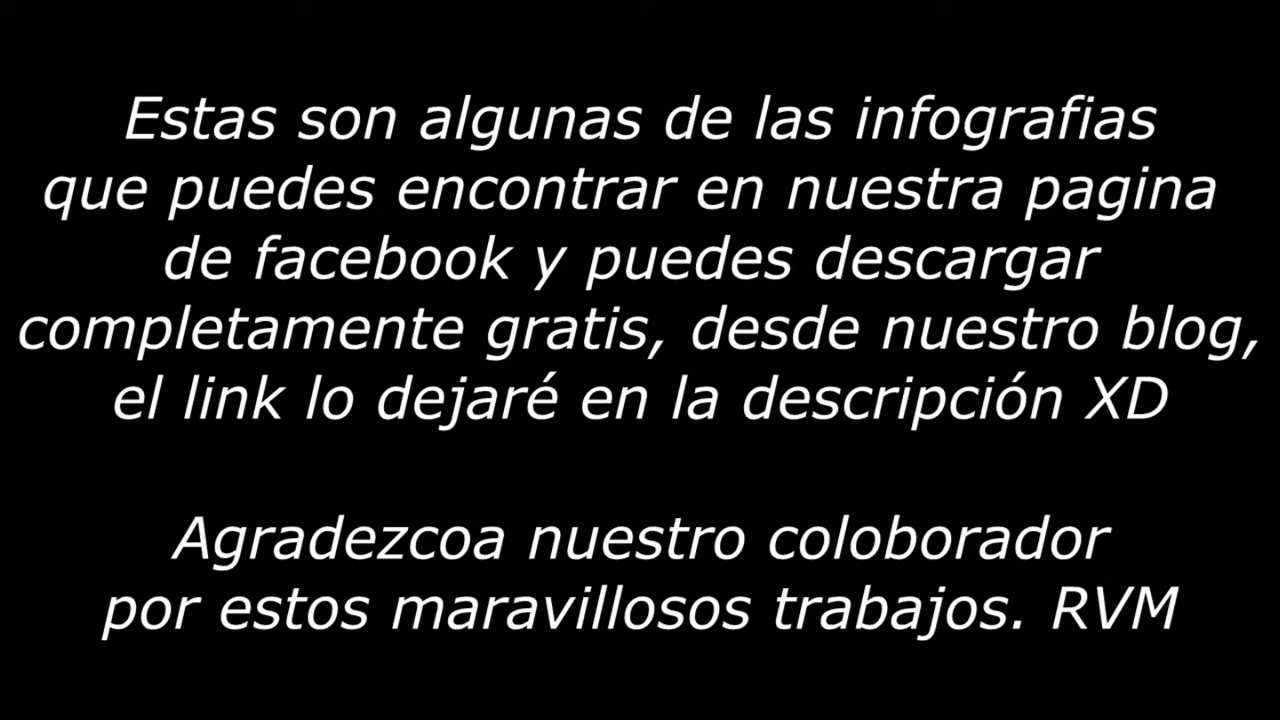 Estas son algunas de las infografias
que puedes encontrar en nuestra pagina
de facebook y puedes descargar
completamente gratis, desde nuestro blog,
el link lo dejaré en la descripción XD
Agradezcoa nuestro coloborador
por estos maravillosos trabajos. RVM